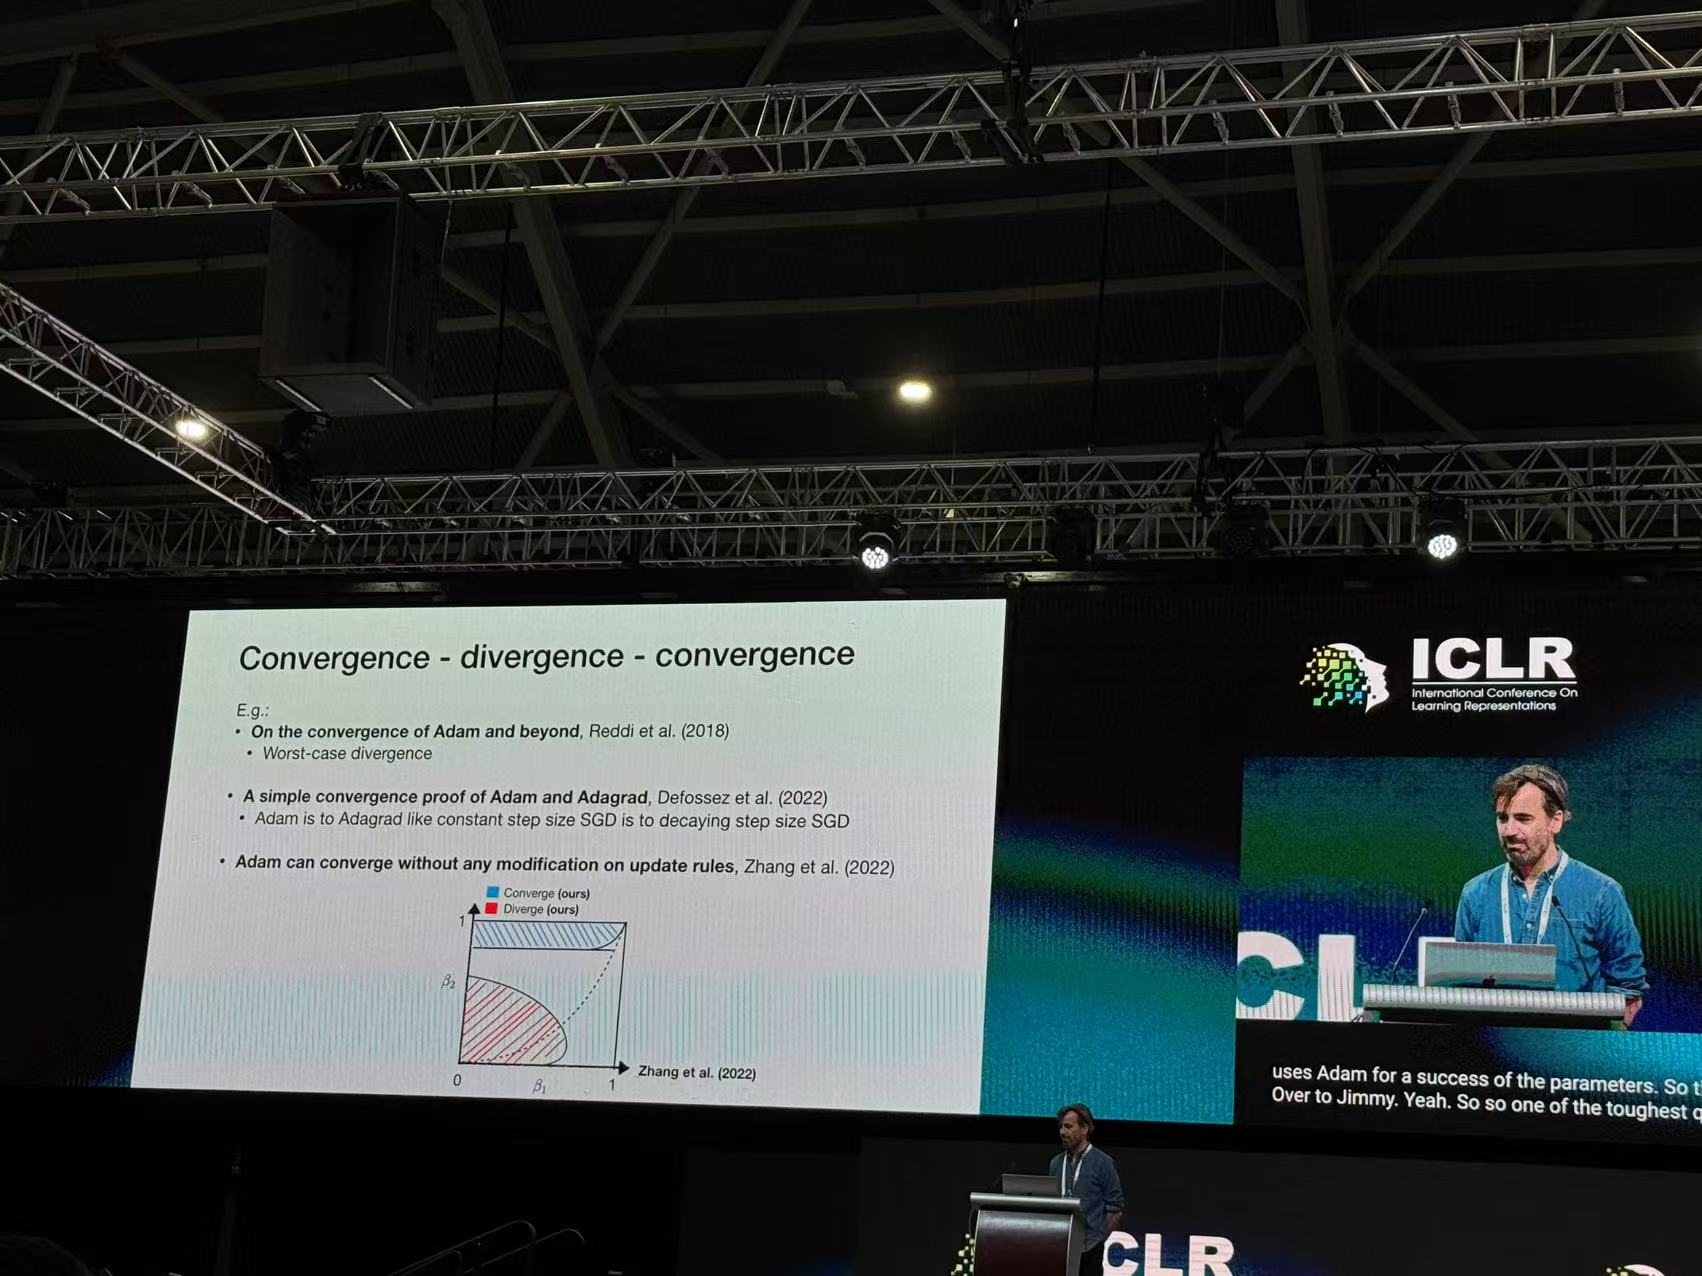 Convergence - divergence - convergence
E.g.:
• On the convergence of Adam and beyond, Reddi et al. (2018)
• Worst-case divergence
• A simple convergence proof of Adam and Adagrad, Defossez et al. (2022)
• Adam is to Adagrad like constant step size SGD is to decaying step size SGD
• Adam can converge without any modification on update rules, Zhang et al. (2022)
Converge (ours)
Diverge (ours)
1
β₂
0
β₁
1
Zhang et al. (2022)
ICLR
International Conference On
Learning Representations
CL
uses Adam for a success of the parameters. So
Over to Jimmy. Yeah. So so one of the toughest
CLR